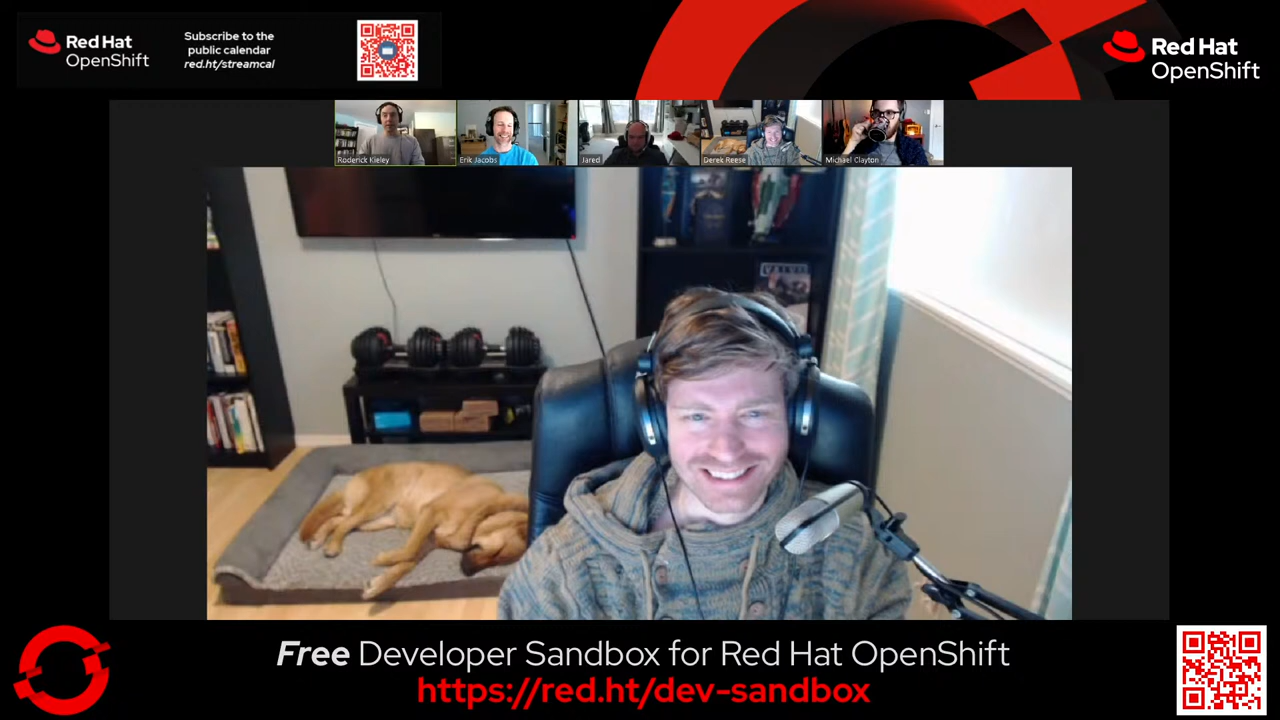 Red Hat
OpenShift
Subscribe to the
public calendar
red.ht/streamcal
Red Hat
OpenShift
Roderick Kieley
Erik Jacobs
Jared
Derek Reese
Michael Clayton
Free Developer Sandbox for Red Hat OpenShift
https://red.ht/dev-sandbox